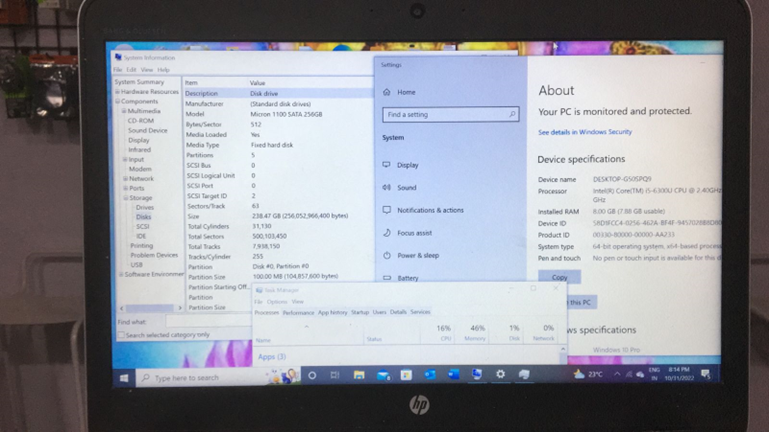 System Information
File Edit View Help
System Summary
Hardware Resources
Components
Multimedia
CD-ROM
Sound Device
Display
Infrared
Input
Modem
Network
Ports
Storage
Drives
Disks
SCSI
IDE
Printing
Problem Devices
USB
Software Environmen
Find what:
Search selected category only
Item Value
Description Disk drive
Manufacturer (Standard disk drives)
Model Micron 1100 SATA 256GB
Bytes/Sector 512
Media Loaded Yes
Media Type Fixed hard disk
Partitions 5
SCSI Bus 0
SCSI Logical Unit 0
SCSI Port 0
SCSI Target ID 2
Sectors/Track 63
Size 238.47 GB (256,052,966,400 bytes)
Total Cylinders 31,130
Total Sectors 500,103,450
Total Tracks 7,938,150
Tracks/Cylinder 255
Partition Disk #0, Partition #0
Partition Size 100.00 MB (104,857,600 bytes)
Partition Starting Off...
Partition
Partition Size
Settings
Home
Find a setting
System
Display
Sound
Notifications & actions
Focus assist
Power & sleep
Battery
About
Your PC is monitored and protected.
See details in Windows Security
Device specifications
Device name
Processor Intel(R) Core(TM) i5-6300U CPU @ 2.40GHz
GHz
Installed RAM 8.00 GB (7.88 GB usable)
Device ID
Product ID 00330-80000-00000-AA233
System type 64-bit operating system, x64-based processor
Pen and touch No pen or touch input is available for this d
Copy
this PC
ws specifications
Windows 10 Pro
Task Manager
File Options View
Processes Performance App history Startup Users Details Services
16% 46% 1% 0%
Name Status CPU Memory Disk Network
Apps (3)
Type here to search
23°C
ENG
IN
8:14 PM
10/31/2022
hp